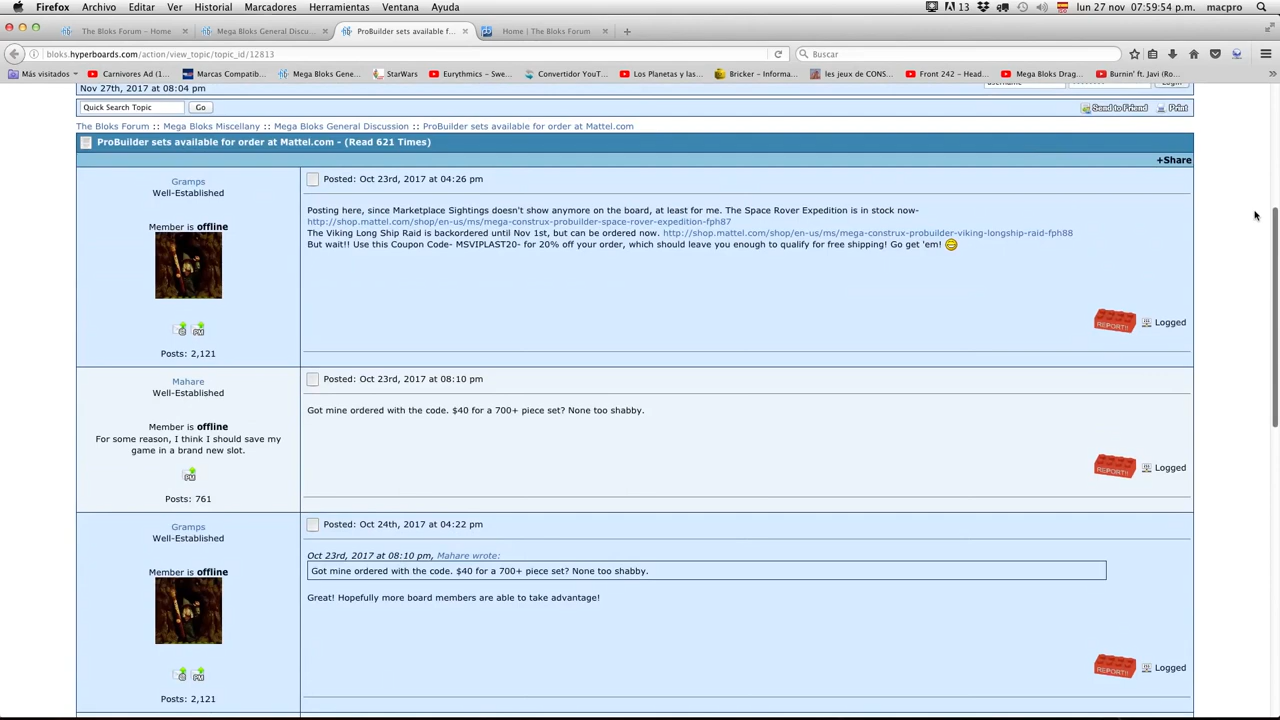 Firefox Archivo Editar Ver Historial Marcadores Herramientas Ventana Ayuda 13 lun 27 nov 07:59:54 p.m. macpro
The Bloks Forum – Home × Mega Bloks General Discu... × ProBuilder sets available f... × Home | The Bloks Forum × +
bloks.hyperboards.com/action/view_topic/topic_id/12813 Buscar
Más visitados Carnivores Ad (1... Marcas Compatib... Mega Bloks Gene... StarWars Eurythmics – Swe... Convertidor YouT... Los Planetas y las... Bricker – Informa... les jeux de CONS... Front 242 – Head... Mega Bloks Drag... Burnin' ft. Javi (Ro... »
Nov 27th, 2017 at 08:04 pm
Quick Search Topic Go Send to Friend Print
The Bloks Forum :: Mega Bloks Miscellany :: Mega Bloks General Discussion :: ProBuilder sets available for order at Mattel.com
ProBuilder sets available for order at Mattel.com - (Read 621 Times)
+Share
Gramps
Well-Established
Member is offline
Posts: 2,121
Posted: Oct 23rd, 2017 at 04:26 pm
Posting here, since Marketplace Sightings doesn't show anymore on the board, at least for me. The Space Rover Expedition is in stock now-
http://shop.mattel.com/shop/en-us/ms/mega-construx-probuilder-space-rover-expedition-fph87
The Viking Long Ship Raid is backordered until Nov 1st, but can be ordered now. http://shop.mattel.com/shop/en-us/ms/mega-construx-probuilder-viking-longship-raid-fph88
But wait!! Use this Coupon Code- MSVIPLAST20- for 20% off your order, which should leave you enough to qualify for free shipping! Go get 'em!
REPORT!! Logged
Mahare
Well-Established
Member is offline
For some reason, I think I should save my
game in a brand new slot.
PM
Posts: 761
Posted: Oct 23rd, 2017 at 08:10 pm
Got mine ordered with the code. $40 for a 700+ piece set? None too shabby.
REPORT!! Logged
Gramps
Well-Established
Member is offline
Posts: 2,121
Posted: Oct 24th, 2017 at 04:22 pm
Oct 23rd, 2017 at 08:10 pm, Mahare wrote:
Got mine ordered with the code. $40 for a 700+ piece set? None too shabby.
Great! Hopefully more board members are able to take advantage!
REPORT!! Logged